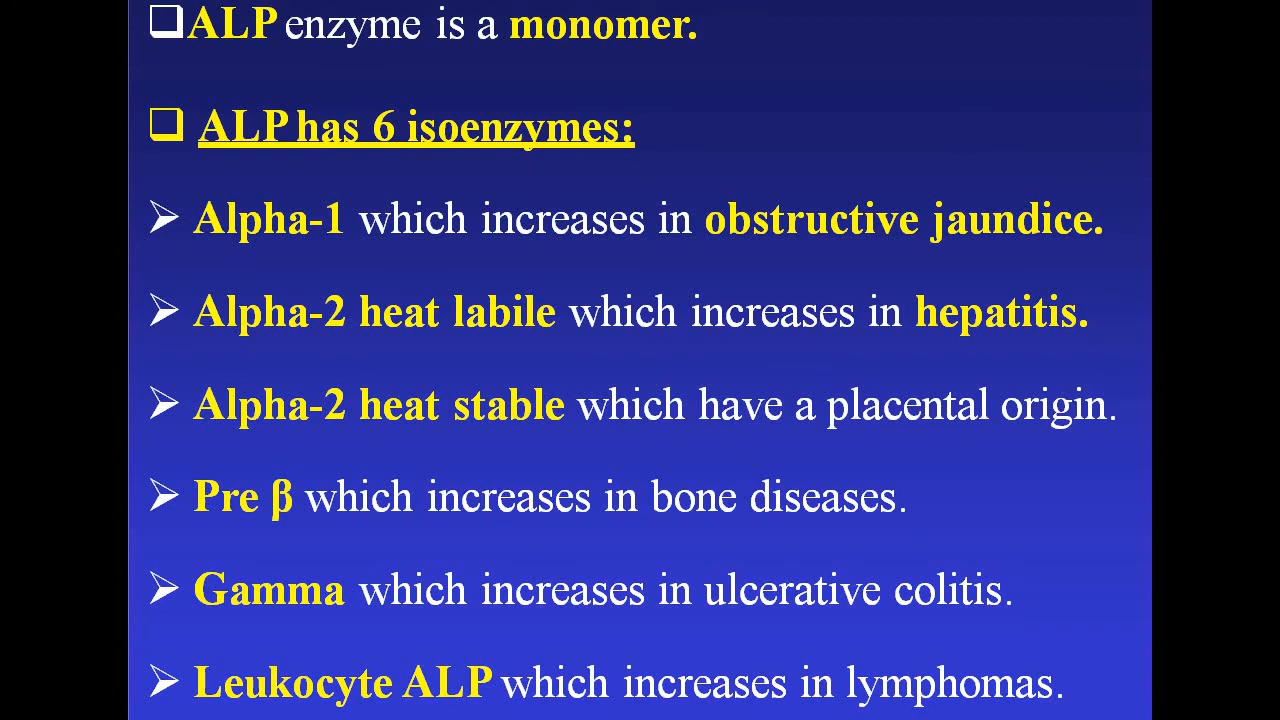 ❑ALP enzyme is a monomer.
❑ ALP has 6 isoenzymes:
➢ Alpha-1 which increases in obstructive jaundice.
➢ Alpha-2 heat labile which increases in hepatitis.
➢ Alpha-2 heat stable which have a placental origin.
➢ Pre β which increases in bone diseases.
➢ Gamma which increases in ulcerative colitis.
➢ Leukocyte ALP which increases in lymphomas.